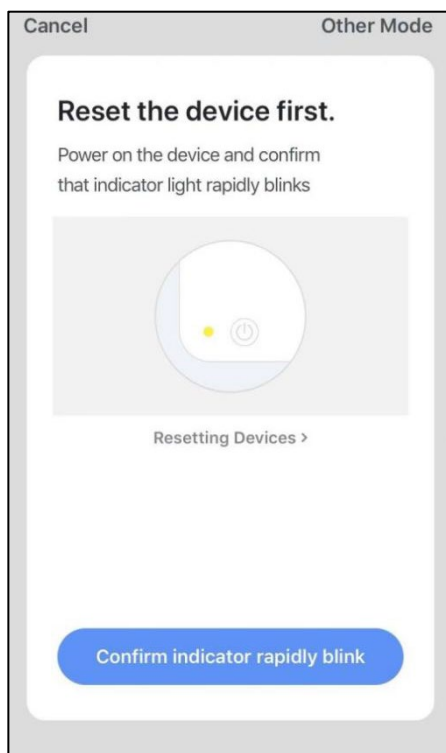 Cancel
Other Mode
Reset the device first.
Power on the device and confirm
that indicator light rapidly blinks
Resetting Devices >
Confirm indicator rapidly blink